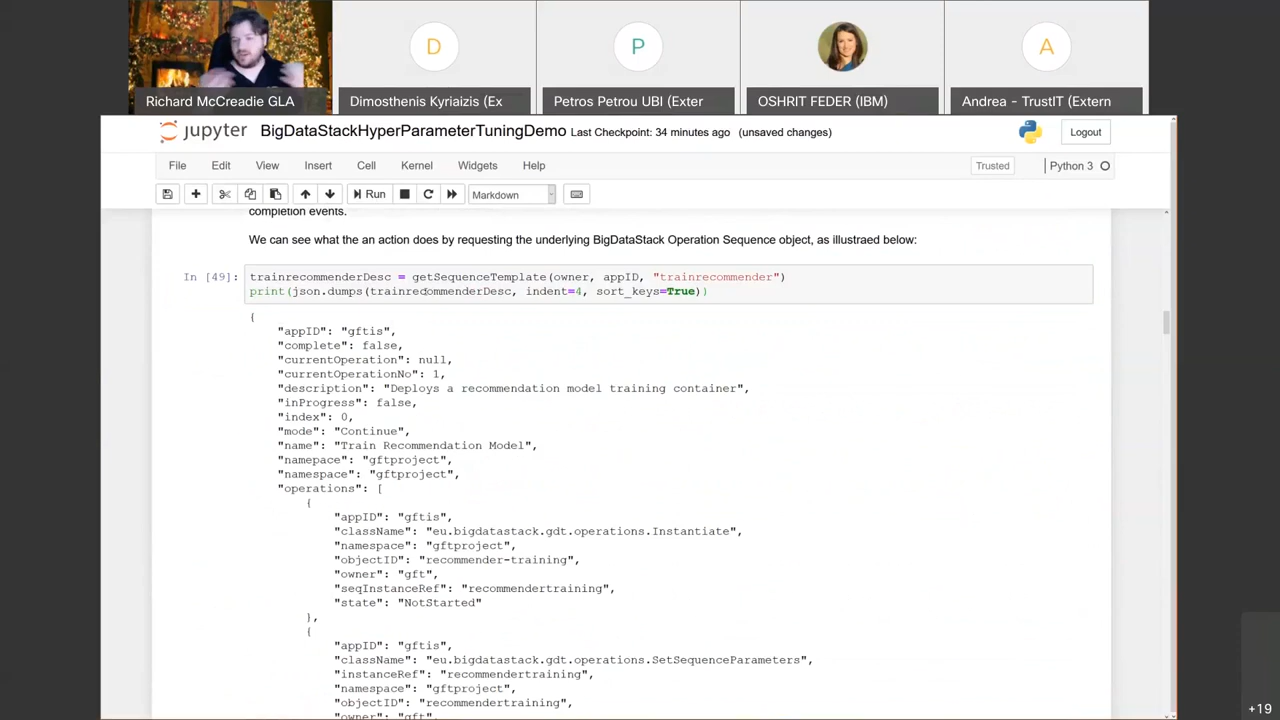 D
P
A
Richard McCreadie GLA
Dimosthenis Kyriaizis (Ex
Petros Petrou UBI (Exter
OSHRIT FEDER (IBM)
Andrea - TrustIT (Extern
jupyter BigDataStackHyperParameterTuningDemo Last Checkpoint: 34 minutes ago (unsaved changes)
Logout
File Edit View Insert Cell Kernel Widgets Help
Trusted
Python 3
Run
Markdown
completion events.
We can see what the an action does by requesting the underlying BigDataStack Operation Sequence object, as illustraed below:
In [49]: trainrecommenderDesc = getSequenceTemplate(owner, appID, "trainrecommender")
print(json.dumps(trainrecommenderDesc, indent=4, sort_keys=True))
{
"appID": "gftis",
"complete": false,
"currentOperation": null,
"currentOperationNo": 1,
"description": "Deploys a recommendation model training container",
"inProgress": false,
"index": 0,
"mode": "Continue",
"name": "Train Recommendation Model",
"namepace": "gftproject",
"namespace": "gftproject",
"operations": [
{
"appID": "gftis",
"className": "eu.bigdatastack.gdt.operations.Instantiate",
"namespace": "gftproject",
"objectID": "recommender-training",
"owner": "gft",
"seqInstanceRef": "recommendertraining",
"state": "NotStarted"
},
{
"appID": "gftis",
"className": "eu.bigdatastack.gdt.operations.SetSequenceParameters",
"instanceRef": "recommendertraining",
"namespace": "gftproject",
"objectID": "recommendertraining",
"owner": "gft",
+19